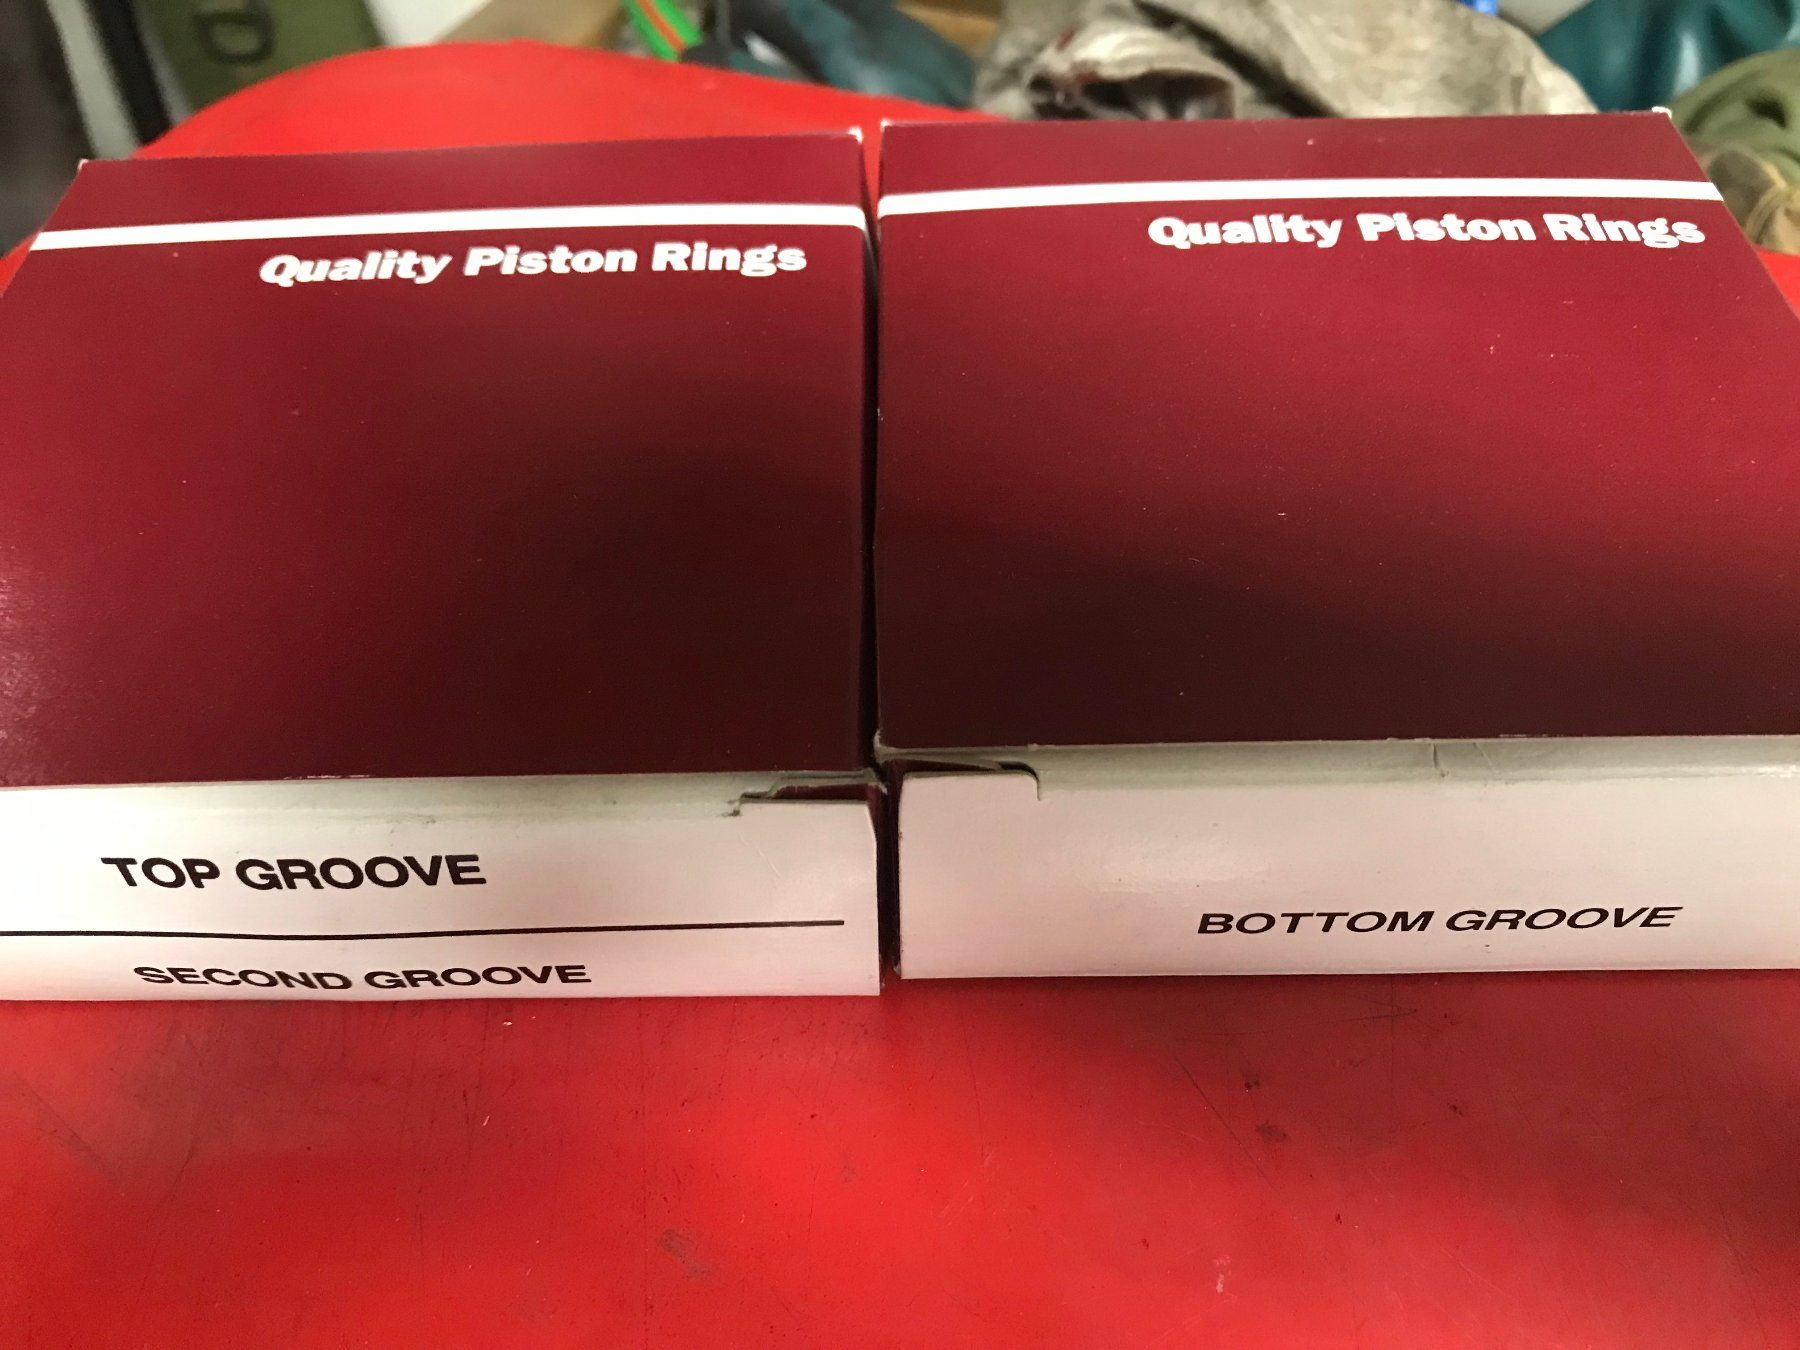 Quality Piston Rings
Quality Piston Rings
TOP GROOVE
SECOND GROOVE
BOTTOM GROOVE